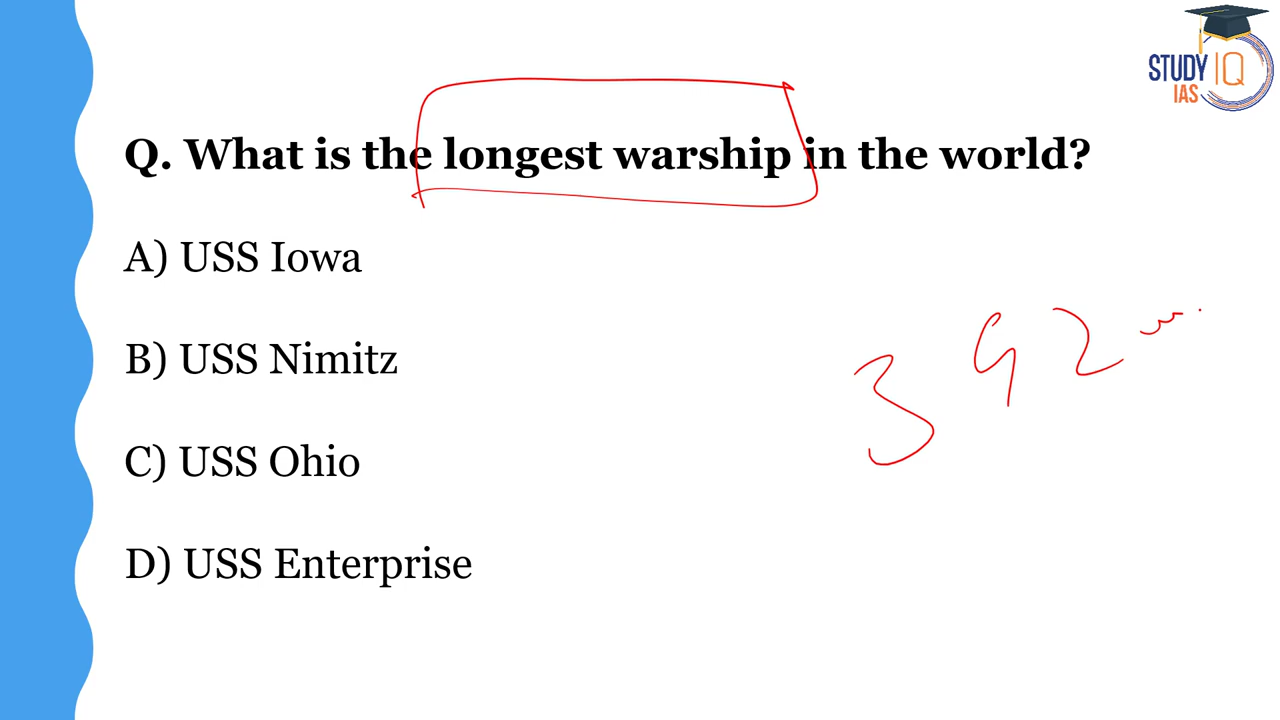 STUDY IQ
IAS
Q. What is the longest warship in the world?
A) USS Iowa
B) USS Nimitz
342 m.
C) USS Ohio
D) USS Enterprise